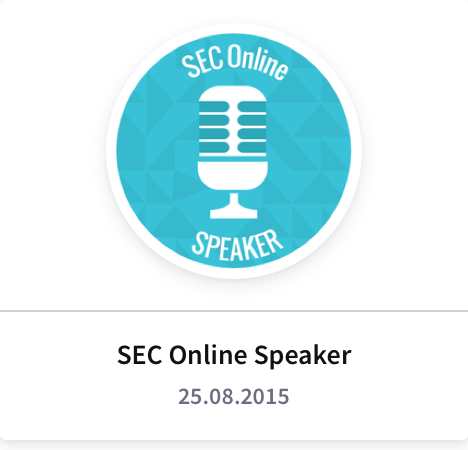 SEC Online
SPEAKER
SEC Online Speaker
25.08.2015